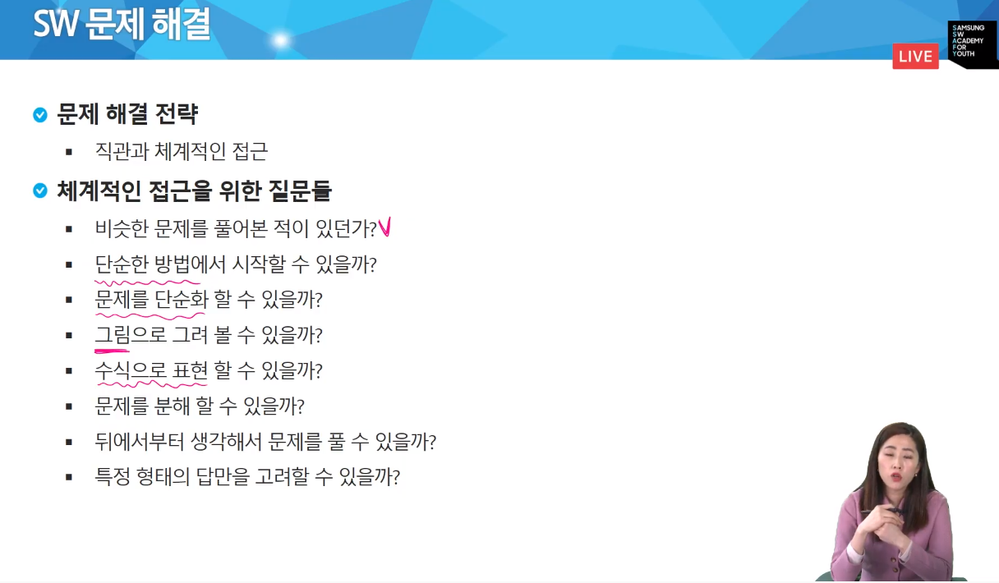 SW 문제 해결
SAMSUNG
SW
ACADEMY
FOR
YOUTH
LIVE
문제 해결 전략
직관과 체계적인 접근
체계적인 접근을 위한 질문들
비슷한 문제를 풀어본 적이 있던가?
단순한 방법에서 시작할 수 있을까?
문제를 단순화 할 수 있을까?
그림으로 그려 볼 수 있을까?
수식으로 표현 할 수 있을까?
문제를 분해 할 수 있을까?
뒤에서부터 생각해서 문제를 풀 수 있을까?
특정 형태의 답만을 고려할 수 있을까?